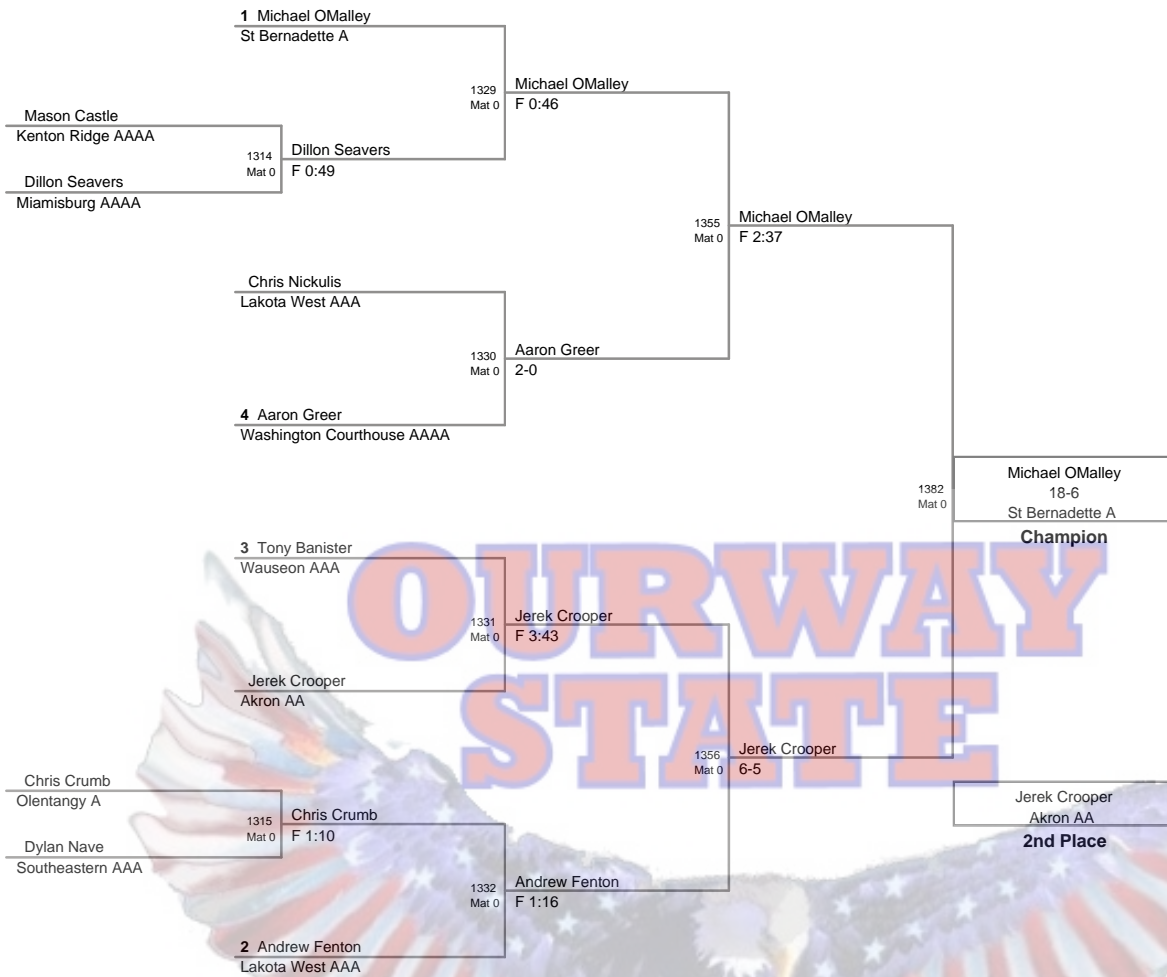 1 Michael OMalley
St Bernadette A
1329
Mat 0
Michael OMalley
F 0:46
Mason Castle
Kenton Ridge AAAA
1314
Mat 0
Dillon Seavers
F 0:49
Dillon Seavers
Miamisburg AAAA
1355
Mat 0
Michael OMalley
F 2:37
Chris Nickulis
Lakota West AAA
1330
Mat 0
Aaron Greer
2-0
4 Aaron Greer
Washington Courthouse AAAA
1382
Mat 0
Michael OMalley
18-6
St Bernadette A
Champion
OURWAY
STATE
3 Tony Banister
Wauseon AAA
1331
Mat 0
Jerek Crooper
F 3:43
Jerek Crooper
Akron AA
1356
Mat 0
Jerek Crooper
6-5
Chris Crumb
Olentangy A
1315
Mat 0
Chris Crumb
F 1:10
Dylan Nave
Southeastern AAA
Jerek Crooper
Akron AA
2nd Place
1332
Mat 0
Andrew Fenton
F 1:16
2 Andrew Fenton
Lakota West AAA